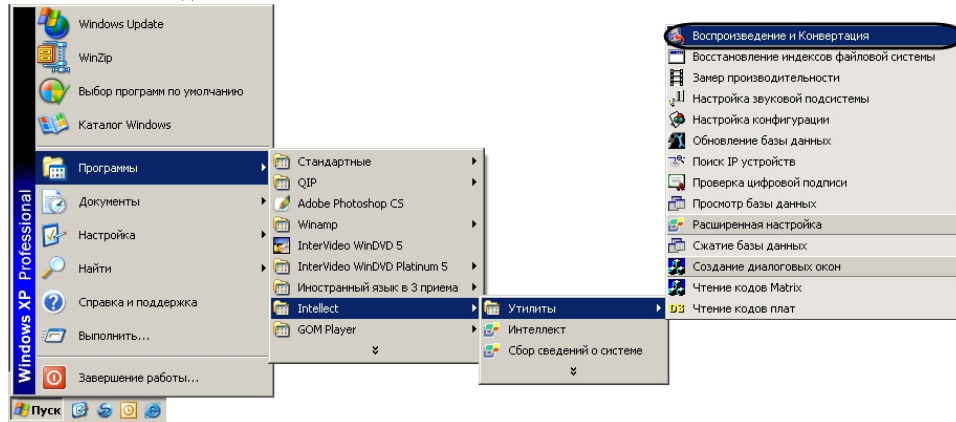 Windows Update
WinZip
Выбор программ по умолчанию
Каталог Windows
Программы
Документы
Настройка
Найти
Справка и поддержка
Выполнить...
Завершение работы...
Windows XP Professional
Пуск
Стандартные
QIP
Adobe Photoshop CS
Winamp
InterVideo WinDVD 5
InterVideo WinDVD Platinum 5
Иностранный язык в 3 приема
Intellect
GOM Player
Утилиты
Интеллект
Сбор сведений о системе
Воспроизведение и Конвертация
Восстановление индексов файловой системы
Замер производительности
Настройка звуковой подсистемы
Настройка конфигурации
Обновление базы данных
Поиск IP устройств
Проверка цифровой подписи
Просмотр базы данных
Расширенная настройка
Сжатие базы данных
Создание диалоговых окон
Чтение кодов Matrix
Чтение кодов плат